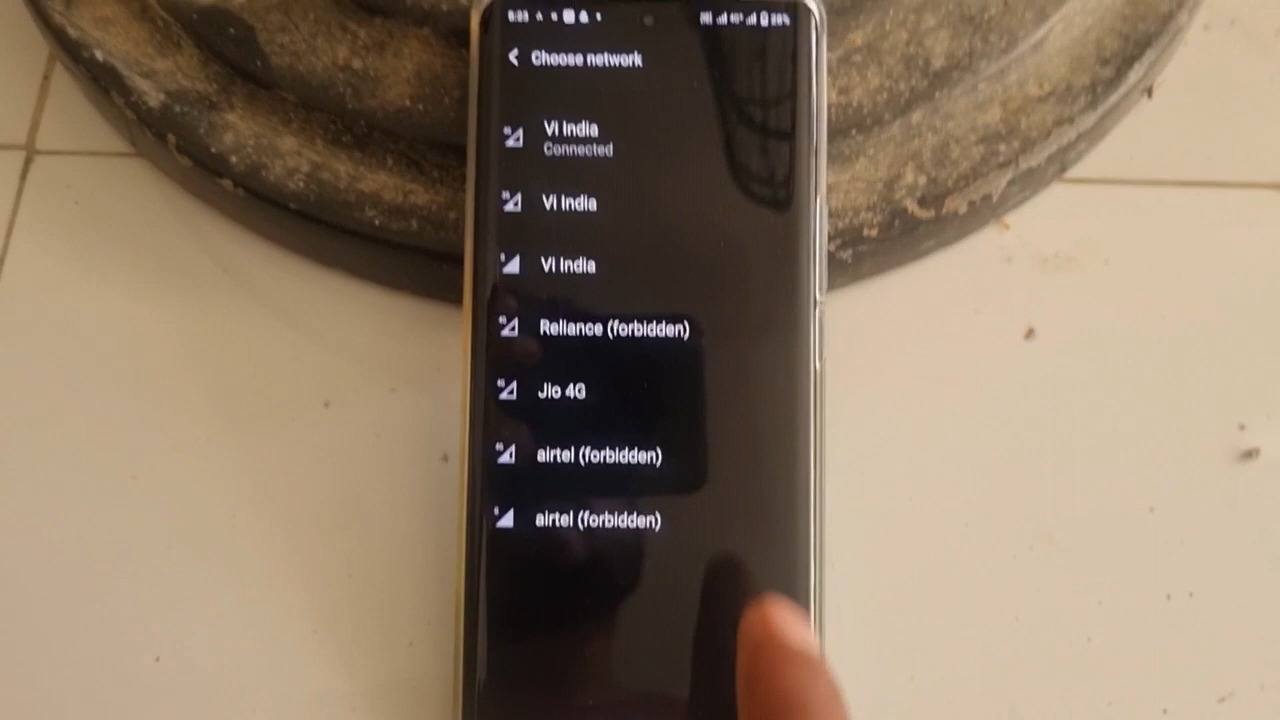 Choose network
Vi India
Connected
Vi India
Vi India
Reliance (forbidden)
Jio 4G
airtel (forbidden)
airtel (forbidden)